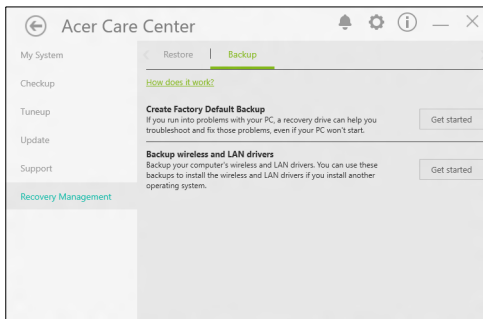 Acer Care Center
My System
Checkup
Tuneup
Update
Support
Recovery Management
Restore
Backup
How does it work?
Create Factory Default Backup
If you run into problems with your PC, a recovery drive can help you
troubleshoot and fix those problems, even if your PC won't start.
Get started
Backup wireless and LAN drivers
Backup your computer's wireless and LAN drivers. You can use these
backups to install the wireless and LAN drivers if you install another
operating system.
Get started